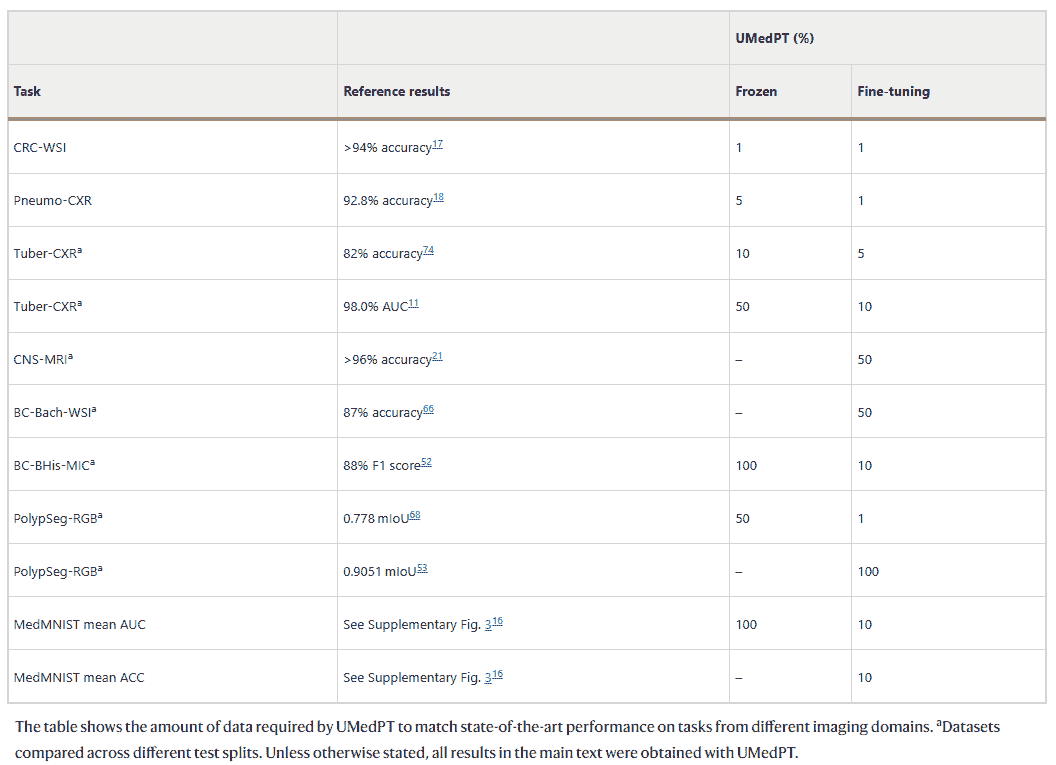 UMedPT (%)
Task Reference results Frozen Fine-tuning
CRC-WSI >94% accuracy17 1 1
Pneumo-CXR 92.8% accuracy18 5 1
Tuber-CXRa 82% accuracy74 10 5
Tuber-CXRa 98.0% AUC11 50 10
CNS-MRIa >96% accuracy21 – 50
BC-Bach-WSIa 87% accuracy66 – 50
BC-BHis-MICa 88% F1 score52 100 10
PolypSeg-RGBa 0.778 mIoU68 50 1
PolypSeg-RGBa 0.9051 mIoU53 – 100
MedMNIST mean AUC See Supplementary Fig. 316 100 10
MedMNIST mean ACC See Supplementary Fig. 316 – 10
The table shows the amount of data required by UMedPT to match state-of-the-art performance on tasks from different imaging domains. aDatasets
compared across different test splits. Unless otherwise stated, all results in the main text were obtained with UMedPT.